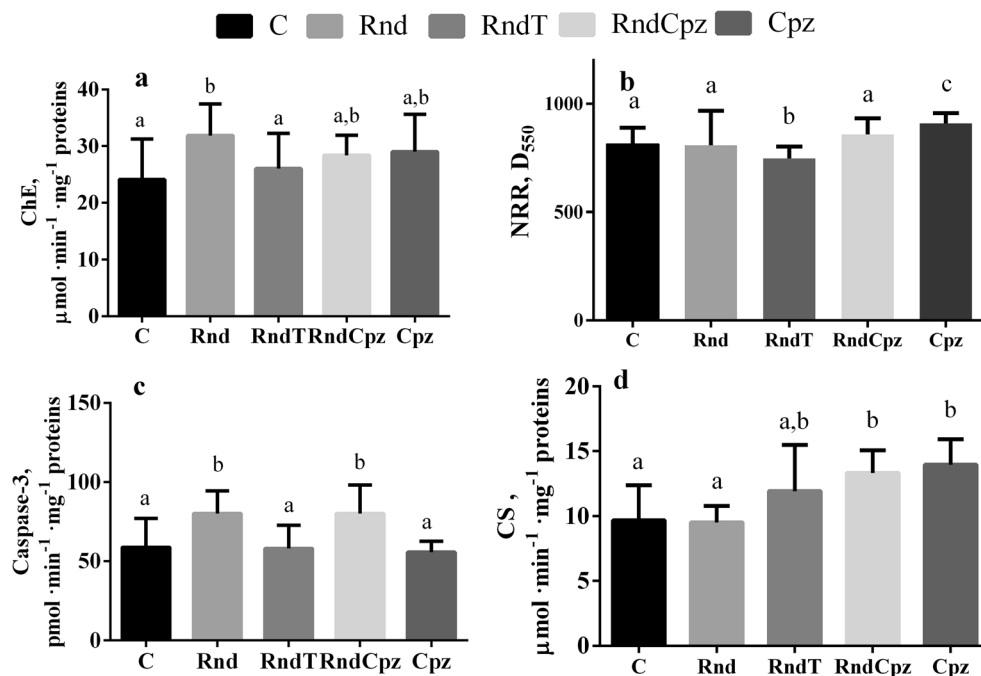 C Rnd RndT RndCpz Cpz
a
ChE,
μmol ·min⁻¹ ·mg⁻¹ proteins
40
30
20
10
0
a
b
a
a,b
a,b
C Rnd RndT RndCpz Cpz
b
NRR, D₅₅₀
1000
500
0
a
a
b
a
c
C Rnd RndT RndCpz Cpz
c
Caspase-3,
pmol ·min⁻¹ ·mg⁻¹ proteins
150
100
50
0
a
b
a
b
a
C Rnd RndT RndCpz Cpz
d
CS ,
μmol ·min⁻¹ ·mg⁻¹ proteins
20
15
10
5
0
a
a
a,b
b
b
C Rnd RndT RndCpz Cpz